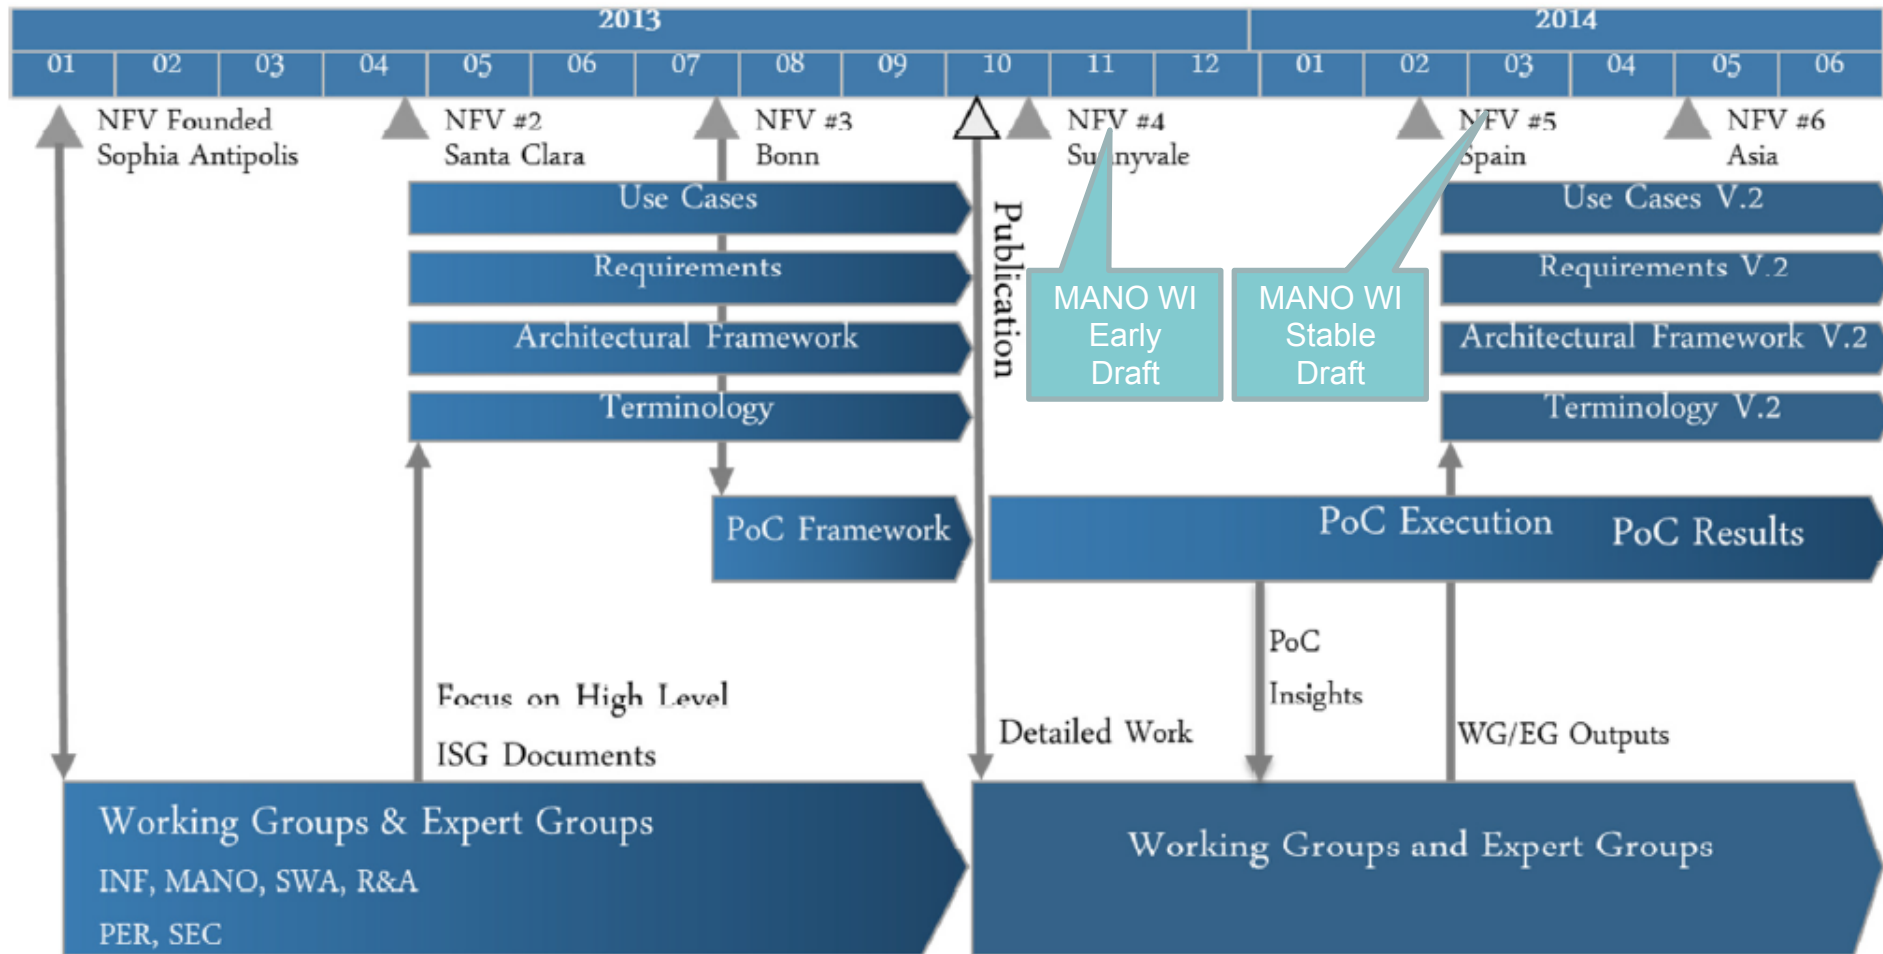 2013
2014
01 02 03 04 05 06 07 08 09 10 11 12 01 02 03 04 05 06
NFV Founded
Sophia Antipolis
NFV #2
Santa Clara
NFV #3
Bonn
NFV #4
Sunnyvale
NFV #5
Spain
NFV #6
Asia
Use Cases
Requirements
Architectural Framework
Terminology
Publication
MANO WI
Early
Draft
MANO WI
Stable
Draft
Use Cases V.2
Requirements V.2
Architectural Framework V.2
Terminology V.2
PoC Framework
PoC Execution
PoC Results
Focus on High Level
ISG Documents
Detailed Work
PoC
Insights
WG/EG Outputs
Working Groups & Expert Groups
INF, MANO, SWA, R&A
PER, SEC
Working Groups and Expert Groups